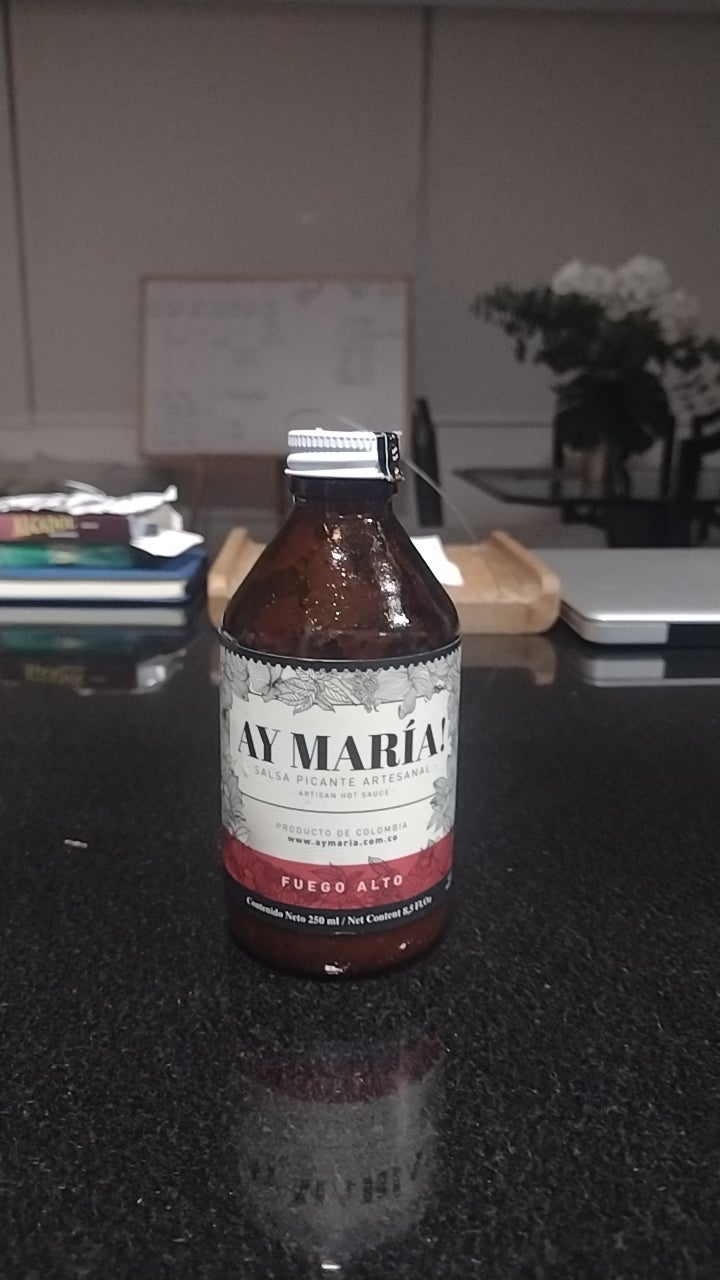 AY MARÍA!
SALSA PICANTE ARTESANAL
- ARTISAN HOT SAUCE -
PRODUCTO DE COLOMBIA
www.aymaria.com.co
FUEGO ALTO
Contenido Neto 250 ml / Net Content 8,5 Fl Oz